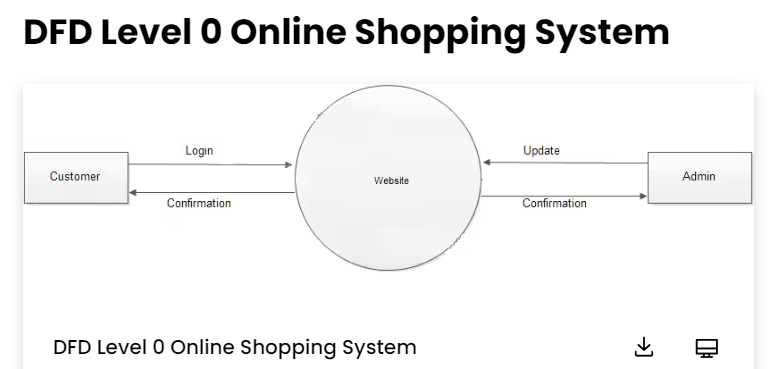 DFD Level 0 Online Shopping System
Login
Update
Customer
Website
Admin
Confirmation
Confirmation
DFD Level 0 Online Shopping System